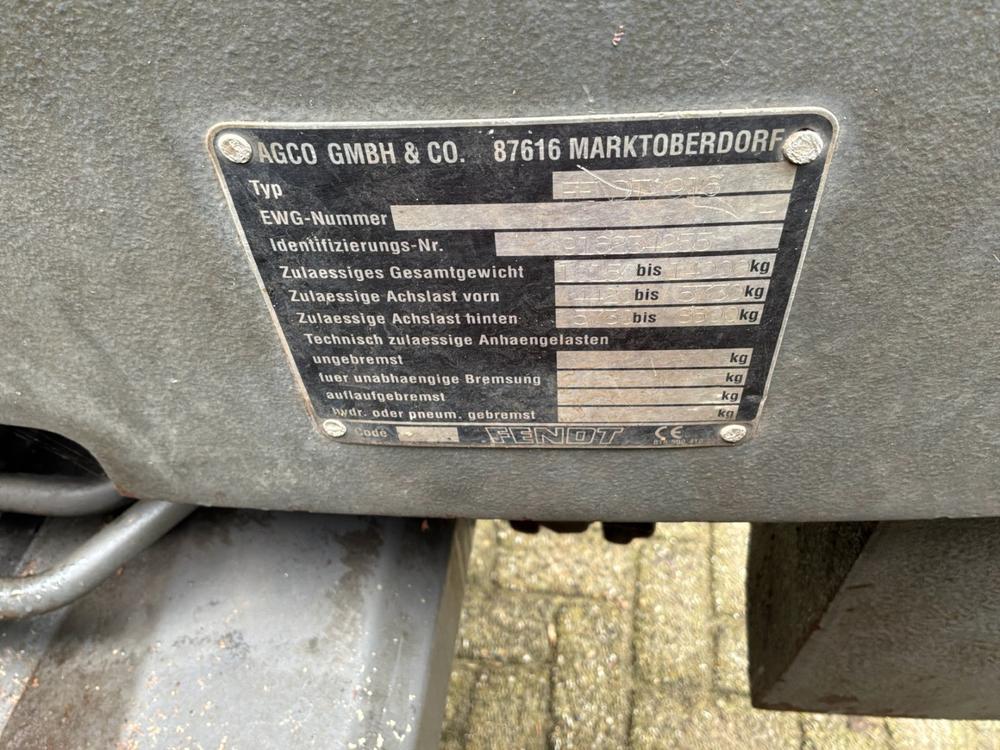 AGCO GMBH & CO. 87616 MARKTOBERDORF
Typ
EWG-Nummer
Identifizierungs-Nr.
Zulaessiges Gesamtgewicht bis kg
Zulaessige Achslast vorn bis kg
Zulaessige Achslast hinten bis kg
Technisch zulaessige Anhaengelasten
ungebremst kg
fuer unabhaengige Bremsung kg
auflaufgebremst kg
hydr. oder pneum. gebremst kg
Code FENDT CE